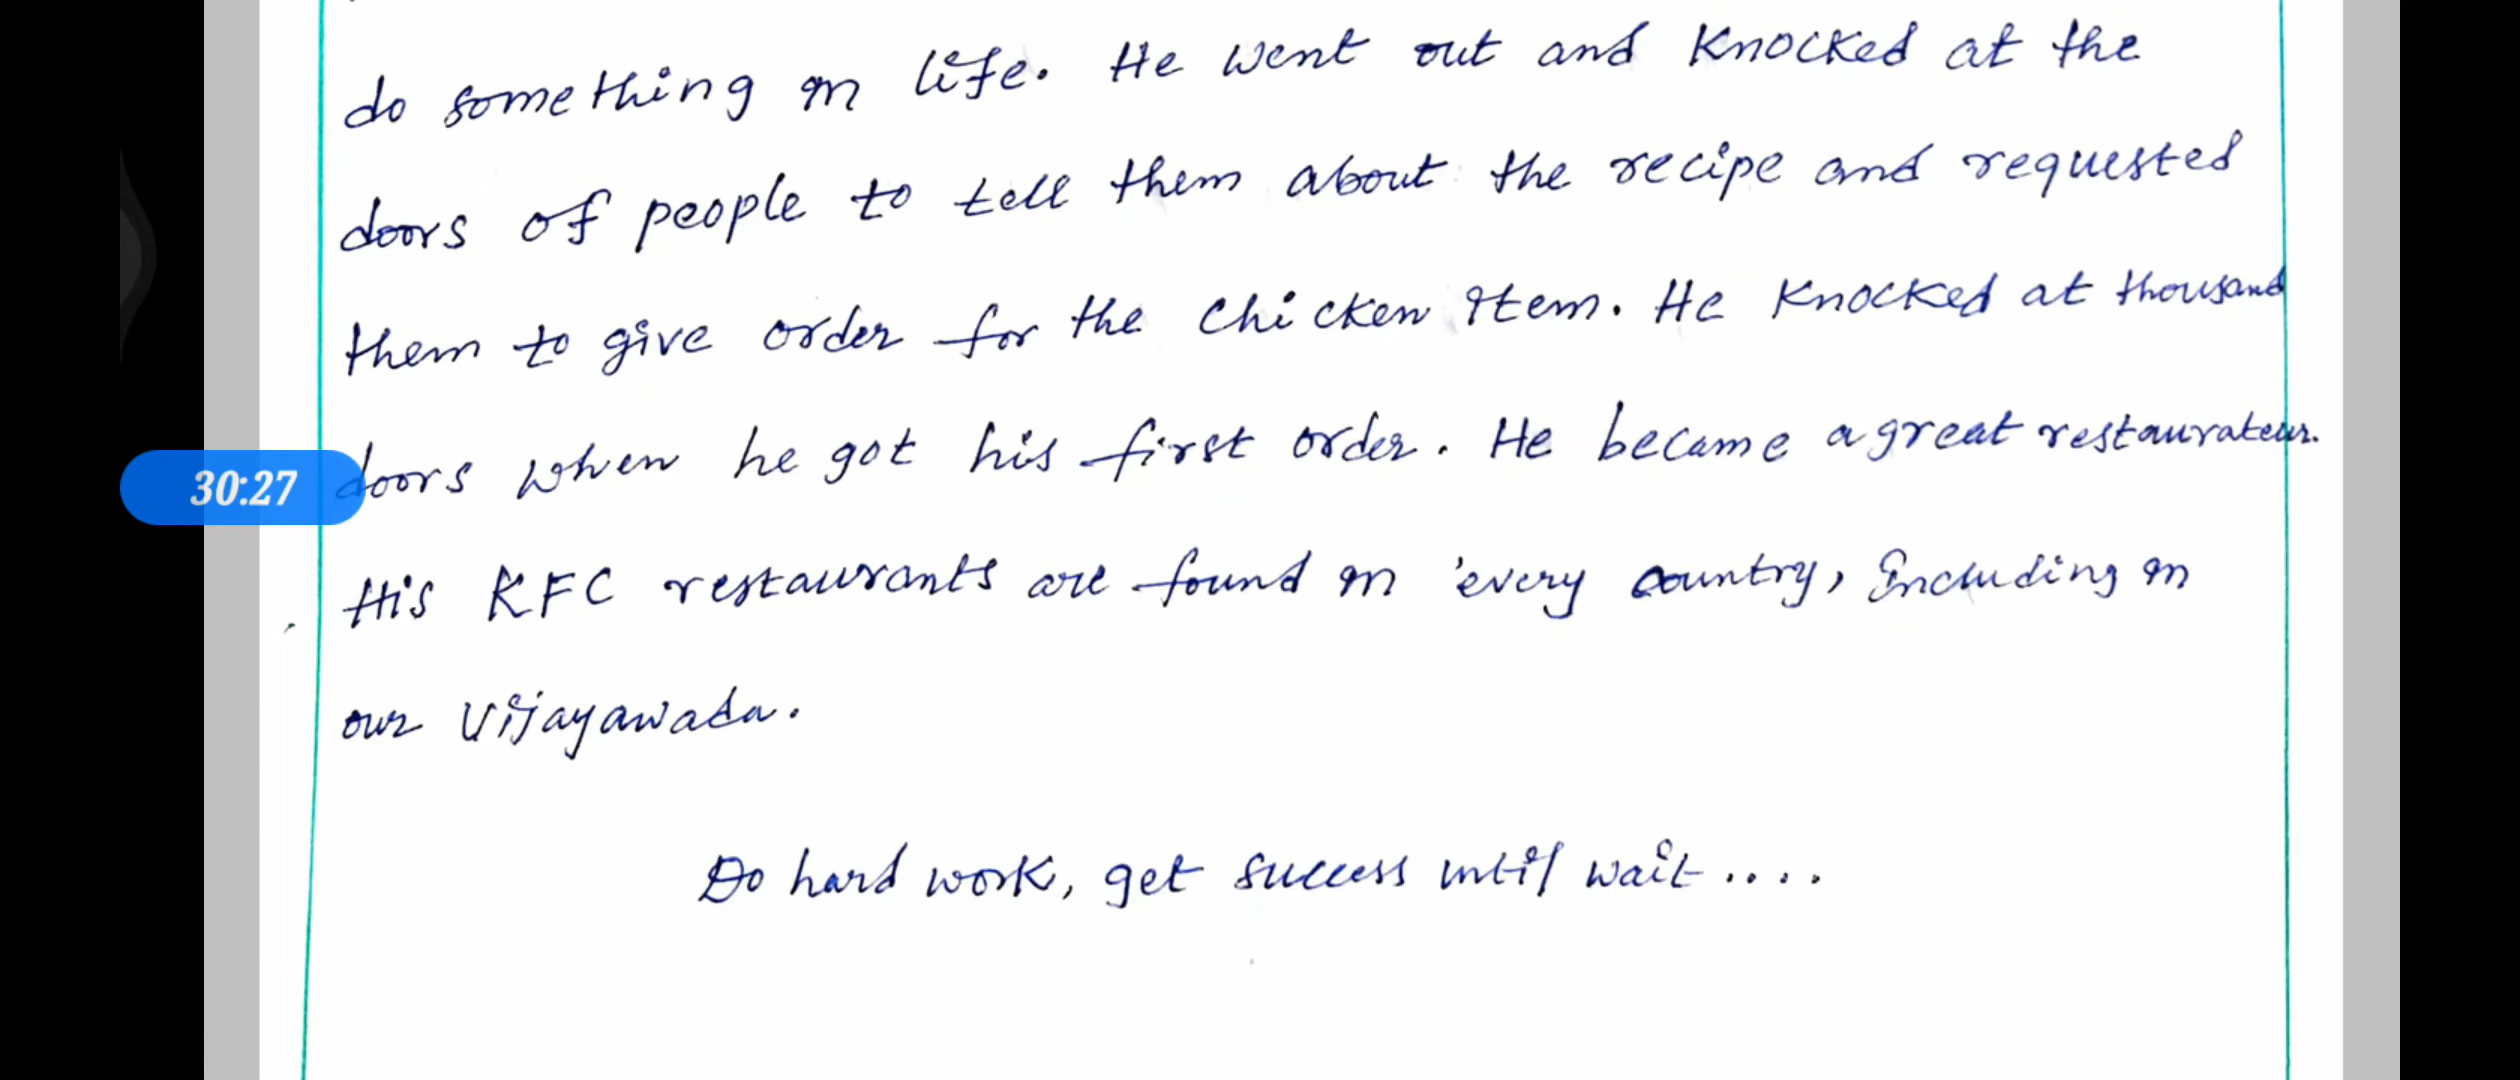 do something in life. He went out and knocked at the
doors of people to tell them about the recipe and requested
them to give order for the chicken item. He knocked at thousand
doors when he got his first order. He became a great restaurateur.
30:27
His KFC restaurants are found in every country, including in
our Vijayawada.
Do hard work, get success until wait....